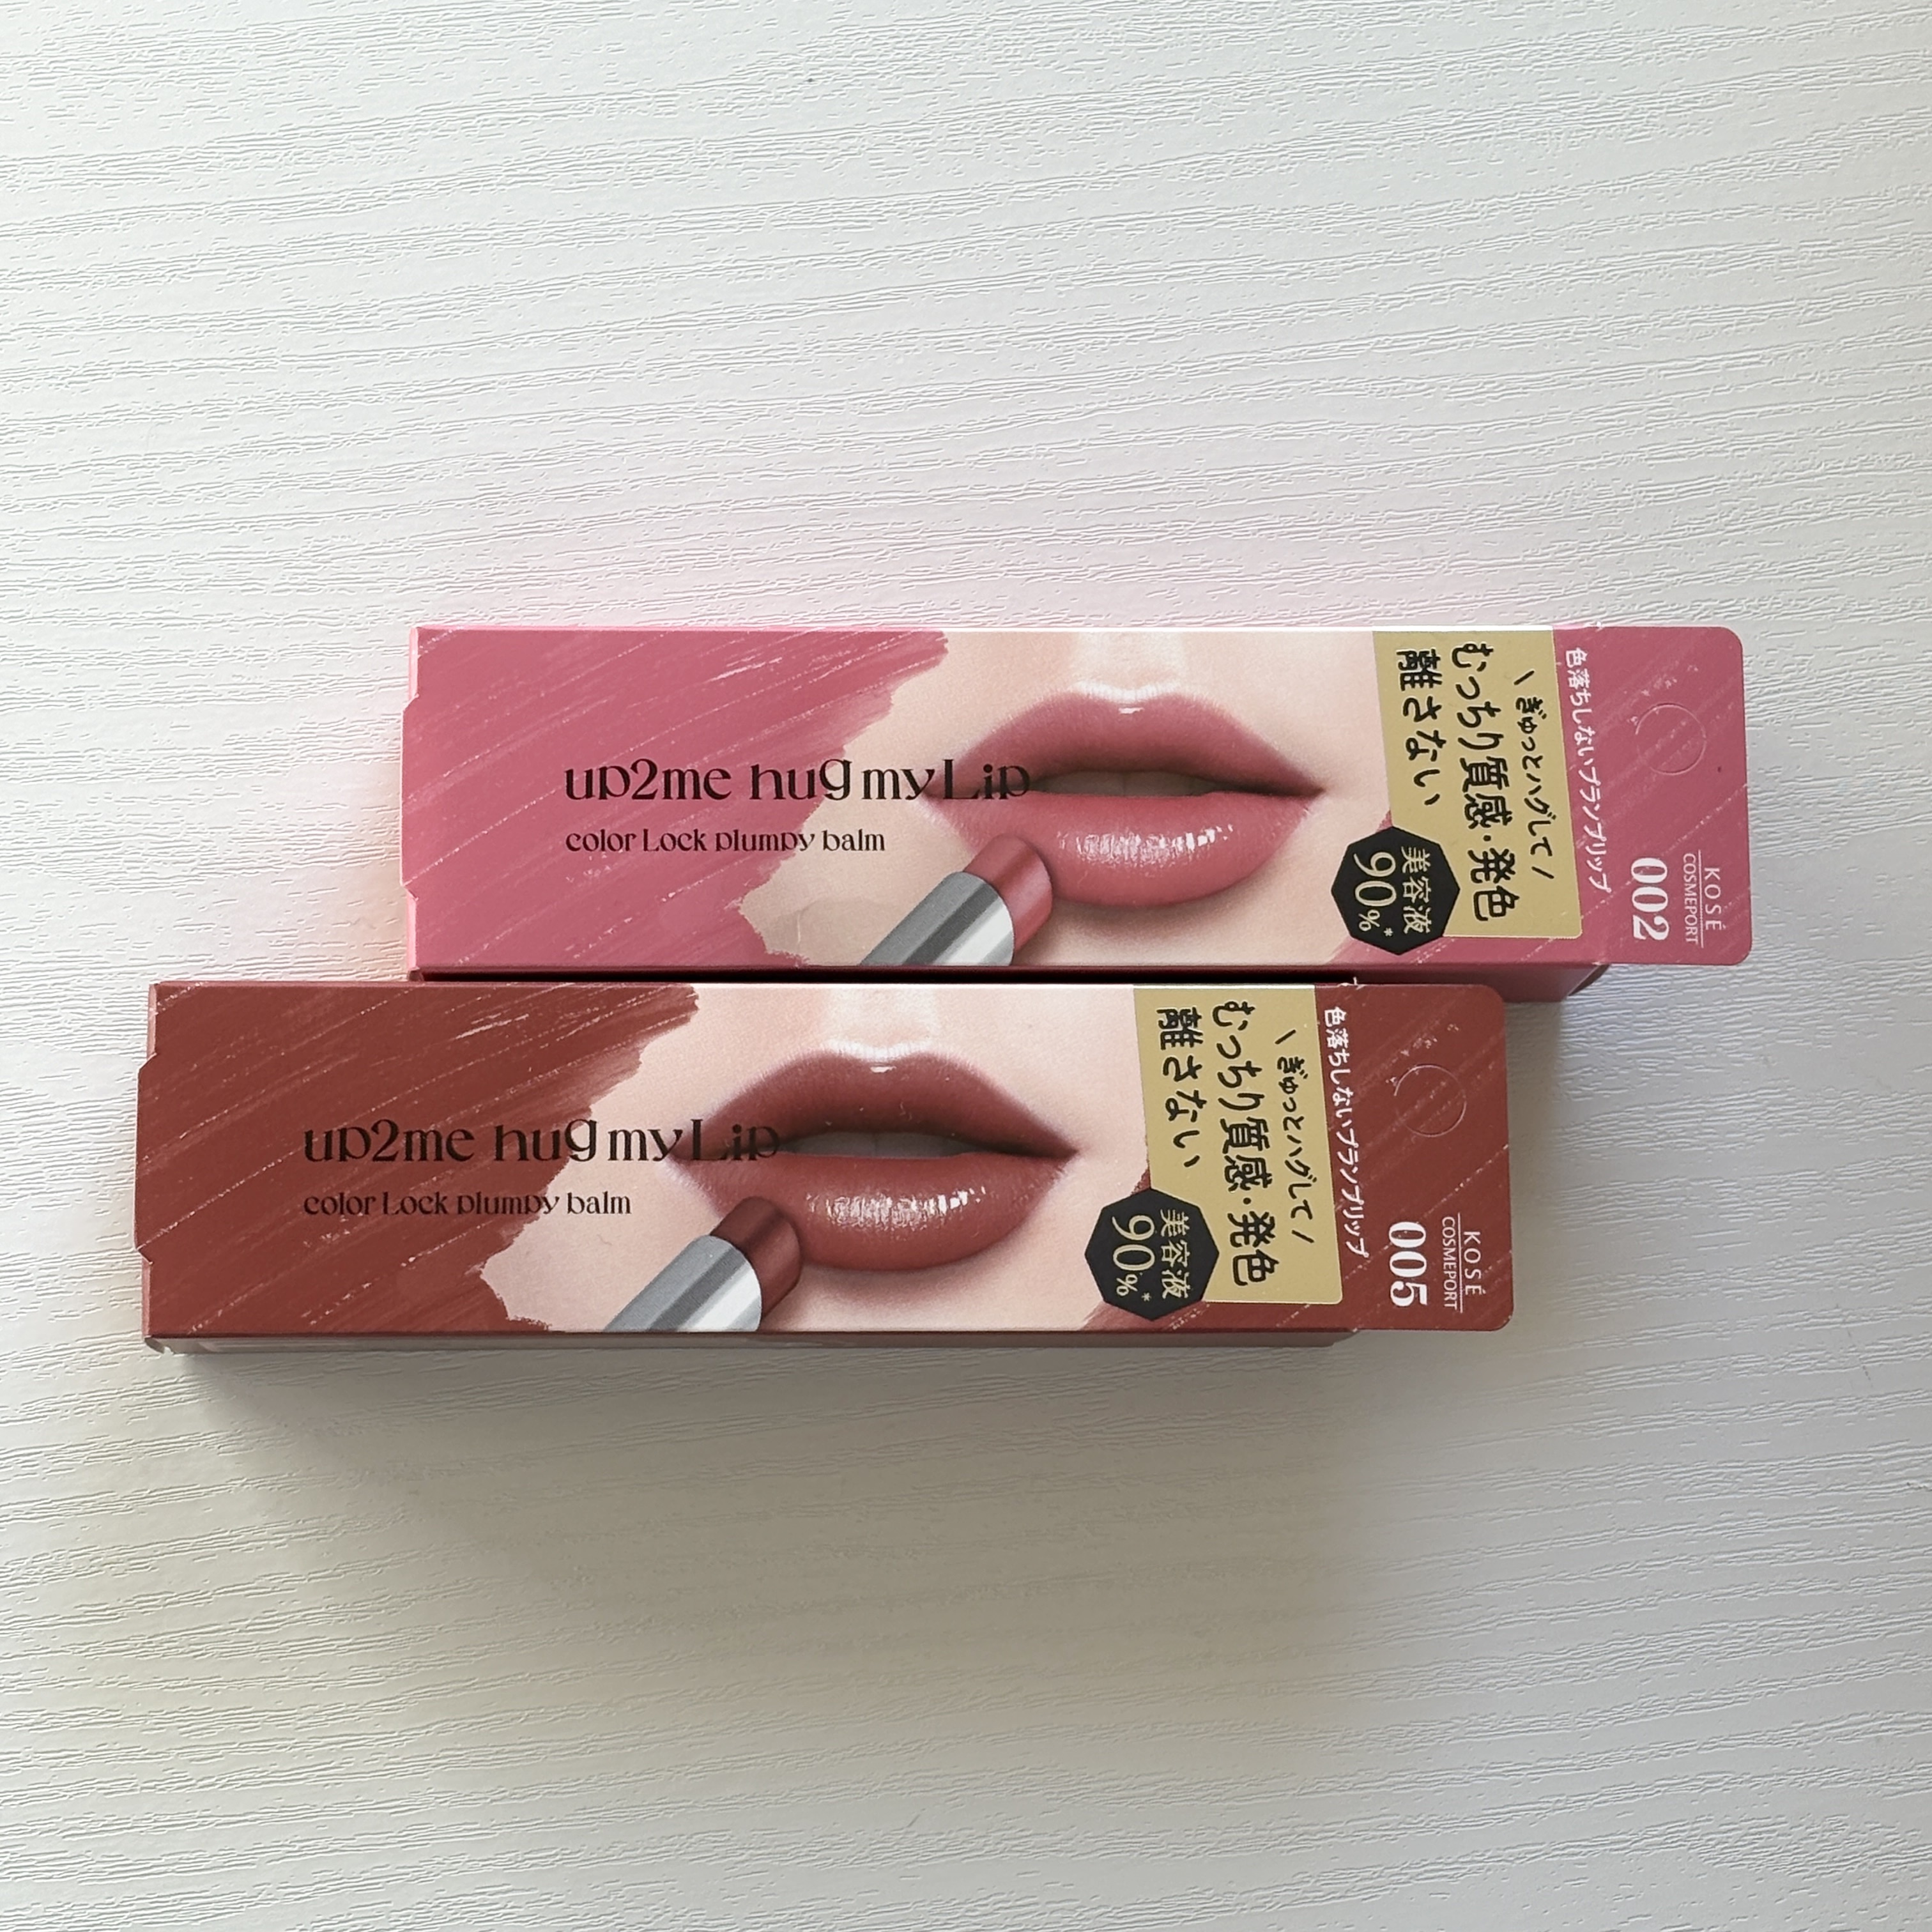 up2me hug my Lip
color Lock plumpy balm
KOSÉ
COSMEPORT
002
色落ちしないプランプリップ
\ ぎゅっとハグして /
むっちり質感・発色
離さない
美容液
90%*
up2me hug my Lip
color Lock plumpy balm
KOSÉ
COSMEPORT
005
色落ちしないプランプリップ
\ ぎゅっとハグして /
むっちり質感・発色
離さない
美容液
90%*